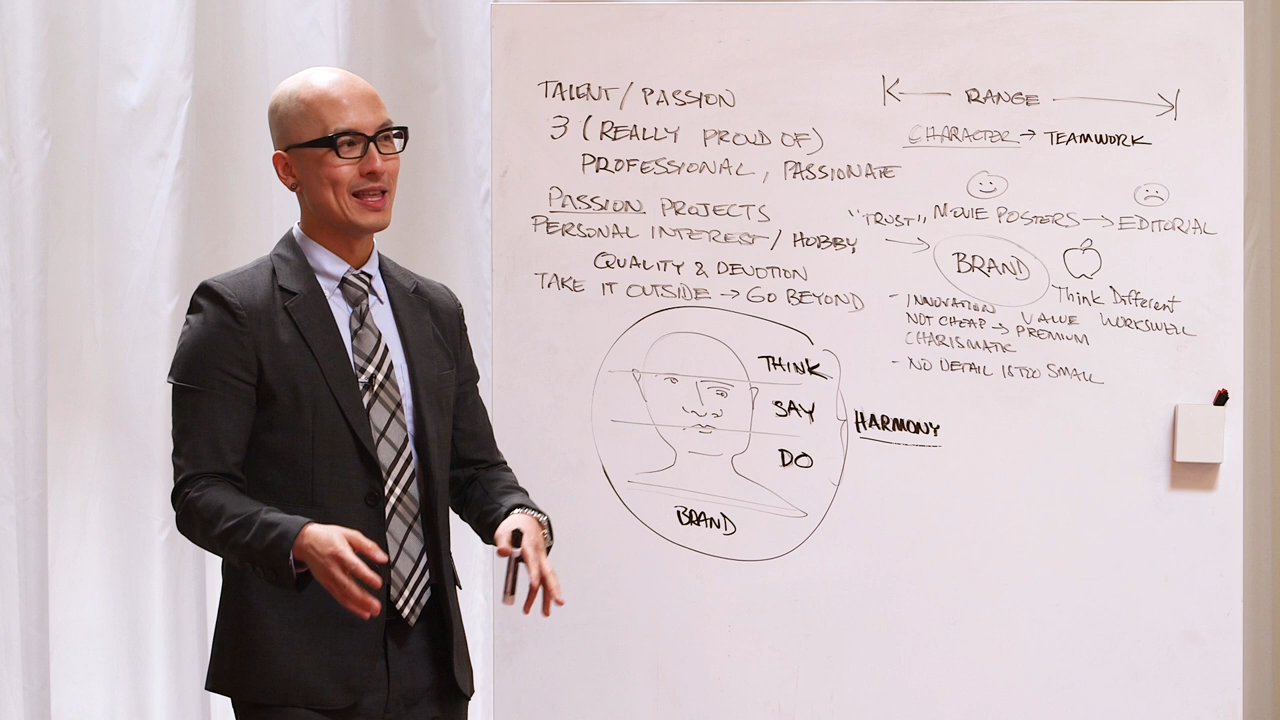 TALENT/PASSION
3 (REALLY PROUD OF)
PROFESSIONAL, PASSIONATE
PASSION PROJECTS
PERSONAL INTEREST/HOBBY
QUALITY & DEVOTION
TAKE IT OUTSIDE → GO BEYOND
THINK
SAY
DO
HARMONY
BRAND
RANGE
CHARACTER → TEAMWORK
"TRUST", MOVIE POSTERS → EDITORIAL
BRAND
Think Different
- INNOVATION VALUE WORKSWELL
NOT CHEAP → PREMIUM
CHARISMATIC
- NO DETAIL IS TOO SMALL